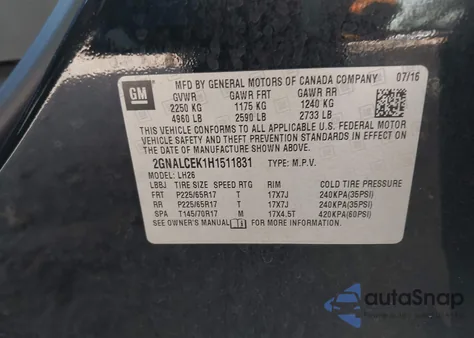 GM
MFD BY GENERAL MOTORS OF CANADA COMPANY 07/16
GVWR GAWR FRT GAWR RR
2250 KG 1175 KG 1240 KG
4960 LB 2590 LB 2733 LB
THIS VEHICLE CONFORMS TO ALL APPLICABLE U.S. FEDERAL MOTOR
VEHICLE SAFETY AND THEFT PREVENTION STANDARDS IN EFFECT ON
THE DATE OF MANUFACTURE SHOWN ABOVE.
2GNALCEK1H1511831 TYPE: M.P.V.
MODEL: LH26
LBBJ TIRE SIZE SPEED RTG RIM COLD TIRE PRESSURE
FRT P225/65R17 T 17X7J 240KPA(35PSI)
RR P225/65R17 T 17X7J 240KPA(35PSI)
SPA T145/70R17 M 17X4.5T 420KPA(60PSI)
SEE OWNER'S MANUAL FOR MORE INFORMATION.
autoSnap